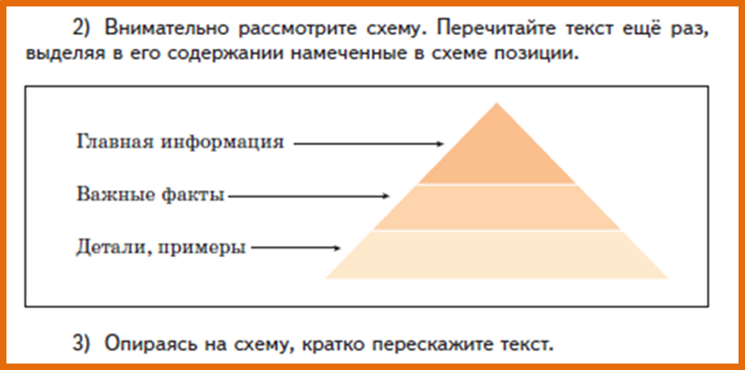 2) Внимательно рассмотрите схему. Перечитайте текст ещё раз,
выделяя в его содержании намеченные в схеме позиции.
Главная информация
Важные факты
Детали, примеры
3) Опираясь на схему, кратко перескажите текст.